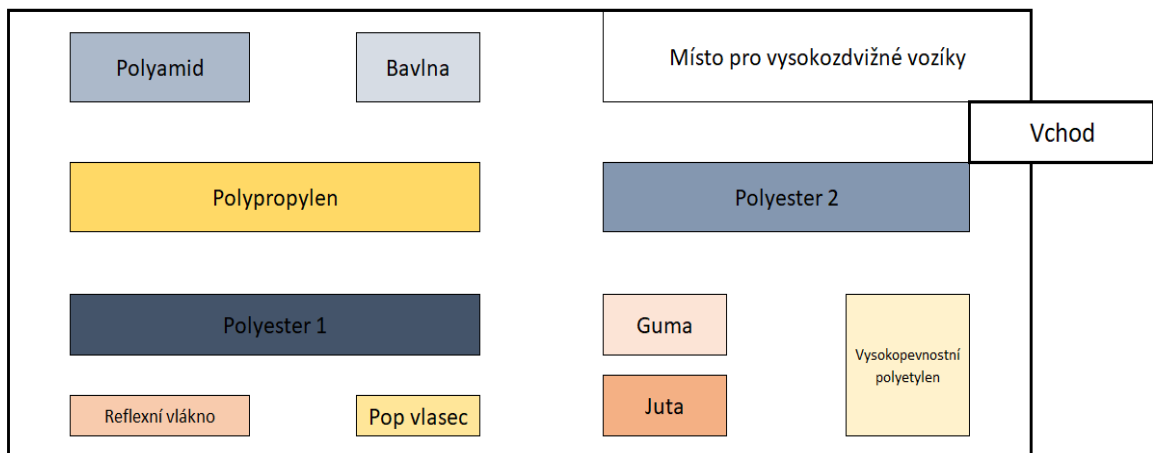 Polyamid
Bavlna
Místo pro vysokozdvižné vozíky
Vchod
Polypropylen
Polyester 2
Polyester 1
Guma
Vysokopevnostní
polyetylen
Reflexní vlákno
Pop vlasec
Juta